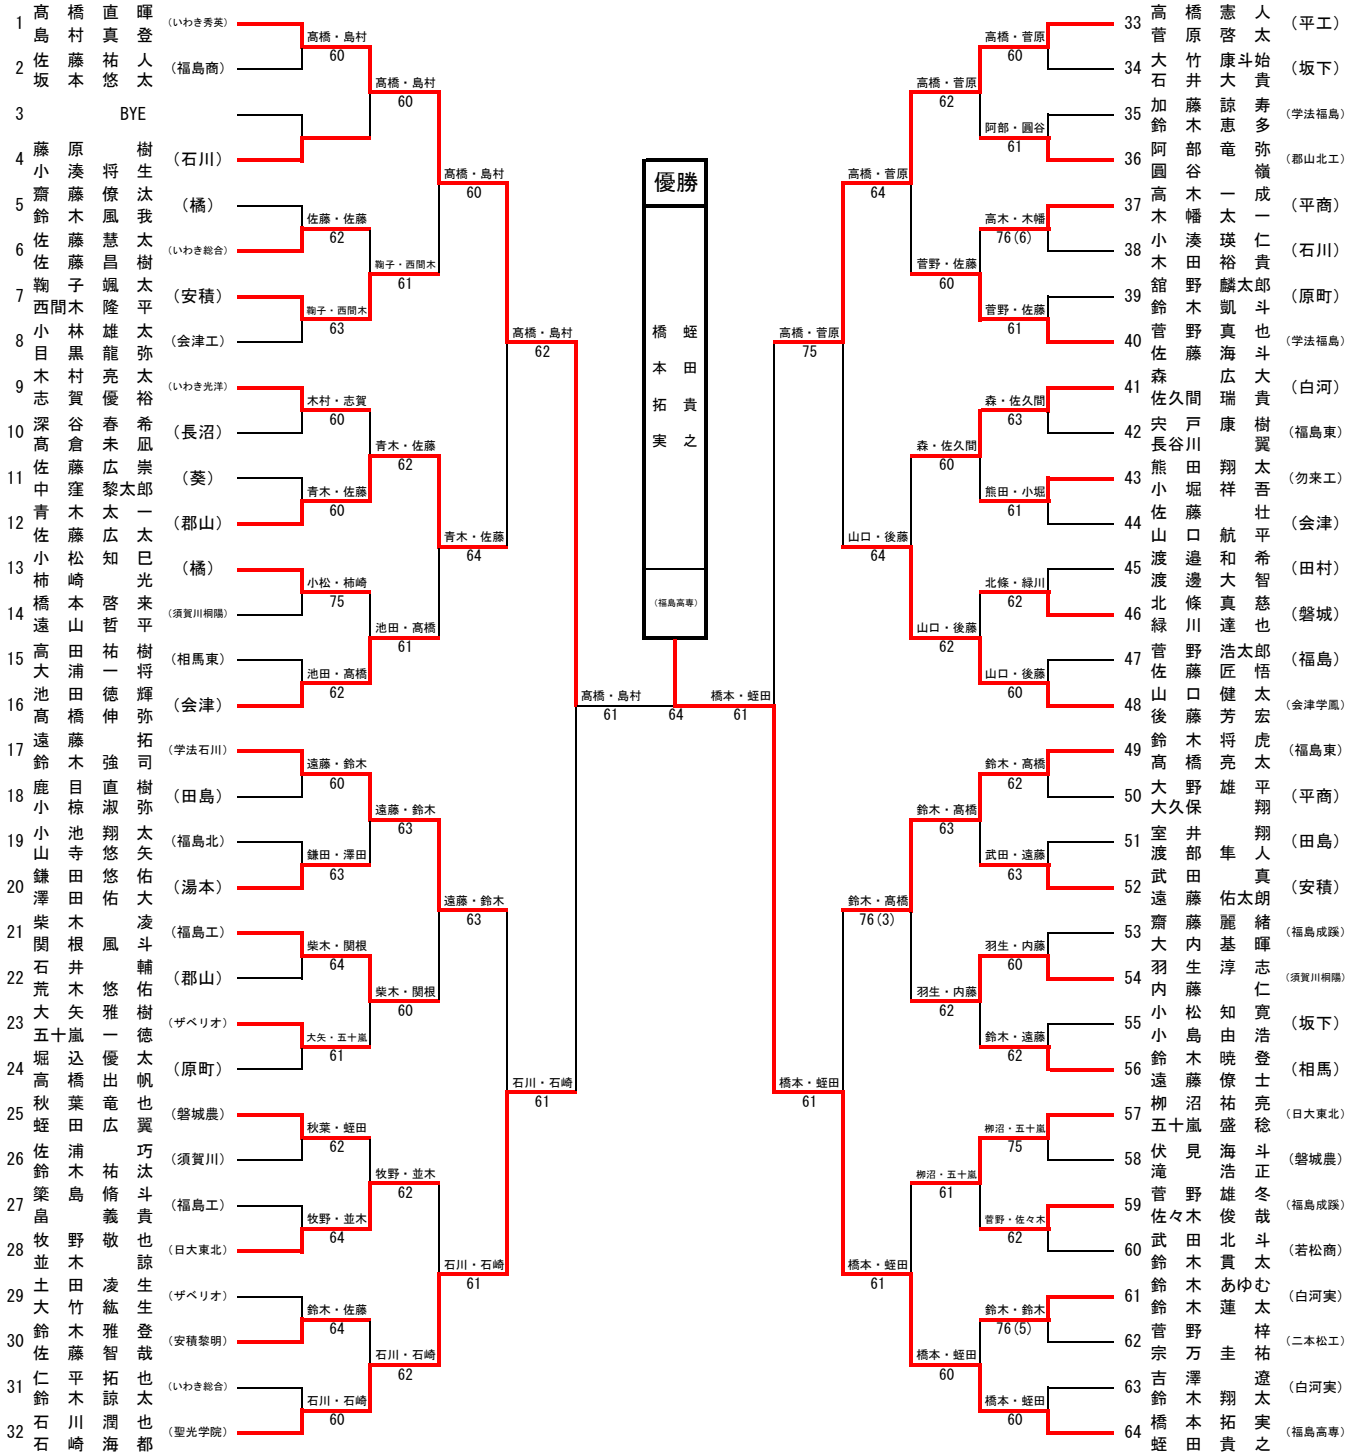 1 髙橋直暉 島村真登 (いわき秀英)
2 佐藤祐人 坂本悠太 (福島商)
3 BYE
4 藤原樹 小湊将生 (石川)
5 齋藤僚汰 鈴木風我 (橘)
6 佐藤慧太 佐藤昌樹 (いわき総合)
7 鞠子颯太 西間木隆平 (安積)
8 小林雄太 目黒龍弥 (会津工)
9 木村亮太 志賀優裕 (いわき光洋)
10 深谷春希 髙倉未凪 (長沼)
11 佐藤広崇 中窪黎太郎 (葵)
12 青木太一 佐藤広太 (郡山)
13 小松知巳 柿崎光 (橘)
14 橋本啓来 遠山哲平 (須賀川桐陽)
15 高田祐樹 大浦一将 (相馬東)
16 池田徳輝 髙橋伸弥 (会津)
17 遠藤拓 鈴木強司 (学法石川)
18 鹿目直樹 小椋淑弥 (田島)
19 小池翔太 山寺悠矢 (福島北)
20 鎌田悠佑 澤田佑大 (湯本)
21 柴木凌 関根風斗 (福島工)
22 石井輔 荒木悠佑 (郡山)
23 大矢雅樹 五十嵐一徳 (ザベリオ)
24 堀込優太 高橋出帆 (原町)
25 秋葉竜也 蛭田広翼 (磐城農)
26 佐浦巧 鈴木祐汰 (須賀川)
27 簗島脩斗 畠義貴 (福島工)
28 牧野敬也 並木諒 (日大東北)
29 土田凌生 大竹紘生 (ザベリオ)
30 鈴木雅登 佐藤智哉 (安積黎明)
31 仁平拓也 鈴木諒太 (いわき総合)
32 石川潤也 石崎海都 (聖光学院)
髙橋・島村 60
佐藤・佐藤 62
鞠子・西間木 63
木村・志賀 60
青木・佐藤 60
小松・柿崎 75
池田・髙橋 62
遠藤・鈴木 60
鎌田・澤田 63
柴木・関根 64
大矢・五十嵐 61
秋葉・蛭田 62
牧野・並木 64
鈴木・佐藤 64
石川・石崎 60
髙橋・島村 60
鞠子・西間木 61
青木・佐藤 62
池田・髙橋 61
遠藤・鈴木 63
柴木・関根 60
牧野・並木 62
石川・石崎 62
髙橋・島村 60
青木・佐藤 64
遠藤・鈴木 63
石川・石崎 61
髙橋・島村 62
石川・石崎 61
髙橋・島村 61
優勝
橋本拓実
蛭田貴之
(福島高専)
64
橋本・蛭田 61
高橋・菅原 75
橋本・蛭田 61
高橋・菅原 64
山口・後藤 64
鈴木・髙橋 76(3)
橋本・蛭田 61
高橋・菅原 62
菅野・佐藤 60
森・佐久間 60
山口・後藤 62
鈴木・髙橋 63
羽生・内藤 62
柳沼・五十嵐 61
橋本・蛭田 60
高橋・菅原 60
阿部・圓谷 61
高木・木幡 76(6)
菅野・佐藤 61
森・佐久間 63
熊田・小堀 61
北條・緑川 62
山口・後藤 60
鈴木・髙橋 62
武田・遠藤 63
羽生・内藤 60
鈴木・遠藤 62
柳沼・五十嵐 75
菅野・佐々木 62
鈴木・鈴木 76(5)
橋本・蛭田 60
33 高橋憲人 菅原啓太 (平工)
34 大竹康斗始 石井大貴 (坂下)
35 加藤諒寿 鈴木恵多 (学法福島)
36 阿部竜弥 圓谷嶺 (郡山北工)
37 高木一成 木幡太一 (平商)
38 小湊瑛仁 木田裕貴 (石川)
39 舘野麟太郎 鈴木凱斗 (原町)
40 菅野真也 佐藤海斗 (学法福島)
41 森広大 佐久間瑞貴 (白河)
42 宍戸康樹 長谷川翼 (福島東)
43 熊田翔太 小堀祥吾 (勿来工)
44 佐藤壮 山口航平 (会津)
45 渡邉和希 渡邊大智 (田村)
46 北條真慈 緑川達也 (磐城)
47 菅野浩太郎 佐藤匠悟 (福島)
48 山口健太 後藤芳宏 (会津学鳳)
49 鈴木将虎 髙橋亮太 (福島東)
50 大野雄平 大久保翔 (平商)
51 室井翔 渡部隼人 (田島)
52 武田真 遠藤佑太朗 (安積)
53 齋藤麗緒 大内基暉 (福島成蹊)
54 羽生淳志 内藤仁 (須賀川桐陽)
55 小松知寛 小島由浩 (坂下)
56 鈴木暁登 遠藤僚士 (相馬)
57 柳沼祐亮 五十嵐盛稔 (日大東北)
58 伏見海斗 滝浩正 (磐城農)
59 菅野雄冬 佐々木俊哉 (福島成蹊)
60 武田北斗 鈴木貫太 (若松商)
61 鈴木あゆむ 鈴木蓮太 (白河実)
62 菅野梓 宗万圭祐 (二本松工)
63 吉澤遼 鈴木翔太 (白河実)
64 橋本拓実 蛭田貴之 (福島高専)